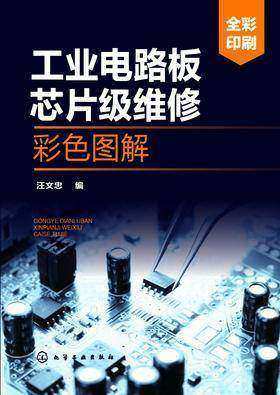 全彩
印刷
工业电路板
芯片级维修
彩色图解
汪文忠 编
GONGYE DIANLUBAN
XINPIANJI WEIXIU
CAISE TUJIE
化学工业出版社